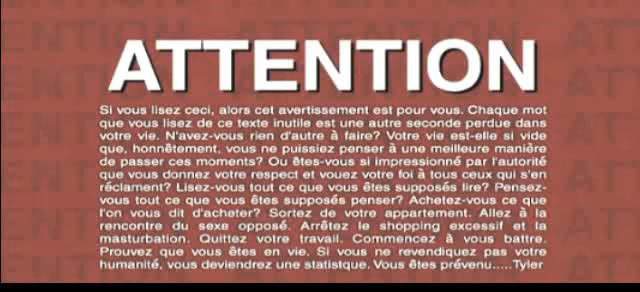 ATTENTION
Si vous lisez ceci, alors cet avertissement est pour vous. Chaque mot
que vous lisez de ce texte inutile est une autre seconde perdue dans
votre vie. N'avez-vous rien d'autre à faire? Votre vie est-elle si vide
que, honnêtement, vous ne puissiez penser à une meilleure manière
de passer ces moments? Ou êtes-vous si impressionné par l'autorité
que vous donnez votre respect et vouez votre foi à tous ceux qui s'en
réclament? Lisez-vous tout ce que vous êtes supposés lire? Pensez-
vous tout ce que vous êtes supposés penser? Achetez-vous ce que
l'on vous dit d'acheter? Sortez de votre appartement. Allez à la
rencontre du sexe opposé. Arrêtez le shopping excessif et la
masturbation. Quittez votre travail. Commencez à vous battre.
Prouvez que vous êtes en vie. Si vous ne revendiquez pas votre
humanité, vous deviendrez une statistque. Vous êtes prévenu.....Tyler